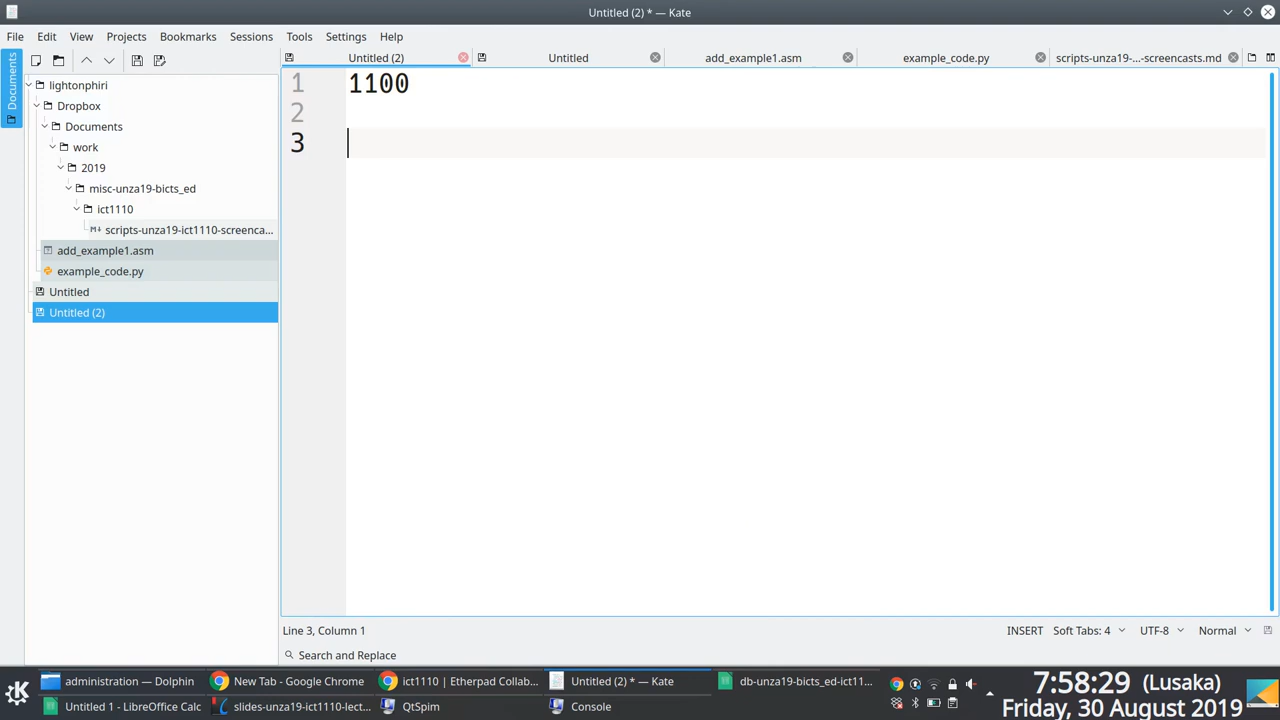 Untitled (2) * — Kate
File Edit View Projects Bookmarks Sessions Tools Settings Help
Documents
Untitled (2) Untitled add_example1.asm example_code.py scripts-unza19-...-screencasts.md
lightonphiri
Dropbox
Documents
work
2019
misc-unza19-bicts_ed
ict1110
scripts-unza19-ict1110-screenca...
add_example1.asm
example_code.py
Untitled
Untitled (2)
1 1100
2
3
Line 3, Column 1 INSERT Soft Tabs: 4 UTF-8 Normal
Search and Replace
administration — Dolphin New Tab - Google Chrome ict1110 | Etherpad Collab... Untitled (2) * — Kate db-unza19-bicts_ed-ict11...
Untitled 1 - LibreOffice Calc slides-unza19-ict1110-lect... QtSpim Console
7:58:29 (Lusaka)
Friday, 30 August 2019